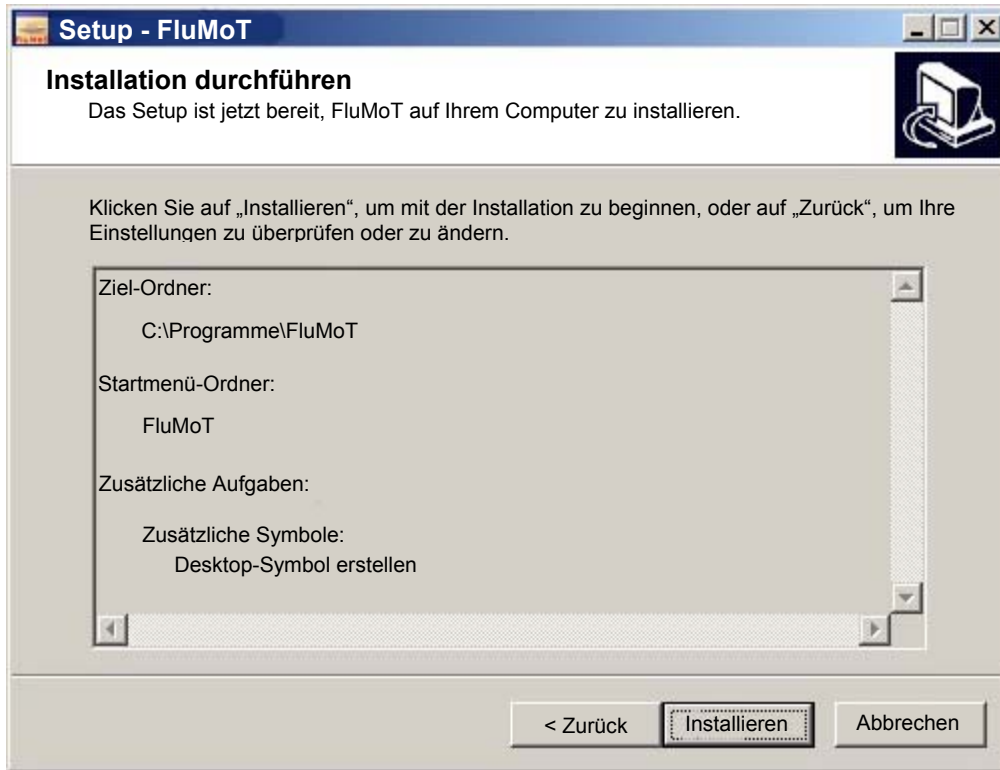 Setup - FluMoT
Installation durchführen
Das Setup ist jetzt bereit, FluMoT auf Ihrem Computer zu installieren.
Klicken Sie auf „Installieren“, um mit der Installation zu beginnen, oder auf „Zurück“, um Ihre
Einstellungen zu überprüfen oder zu ändern.
Ziel-Ordner:
C:\Programme\FluMoT
Startmenü-Ordner:
FluMoT
Zusätzliche Aufgaben:
Zusätzliche Symbole:
Desktop-Symbol erstellen
< Zurück
Installieren
Abbrechen